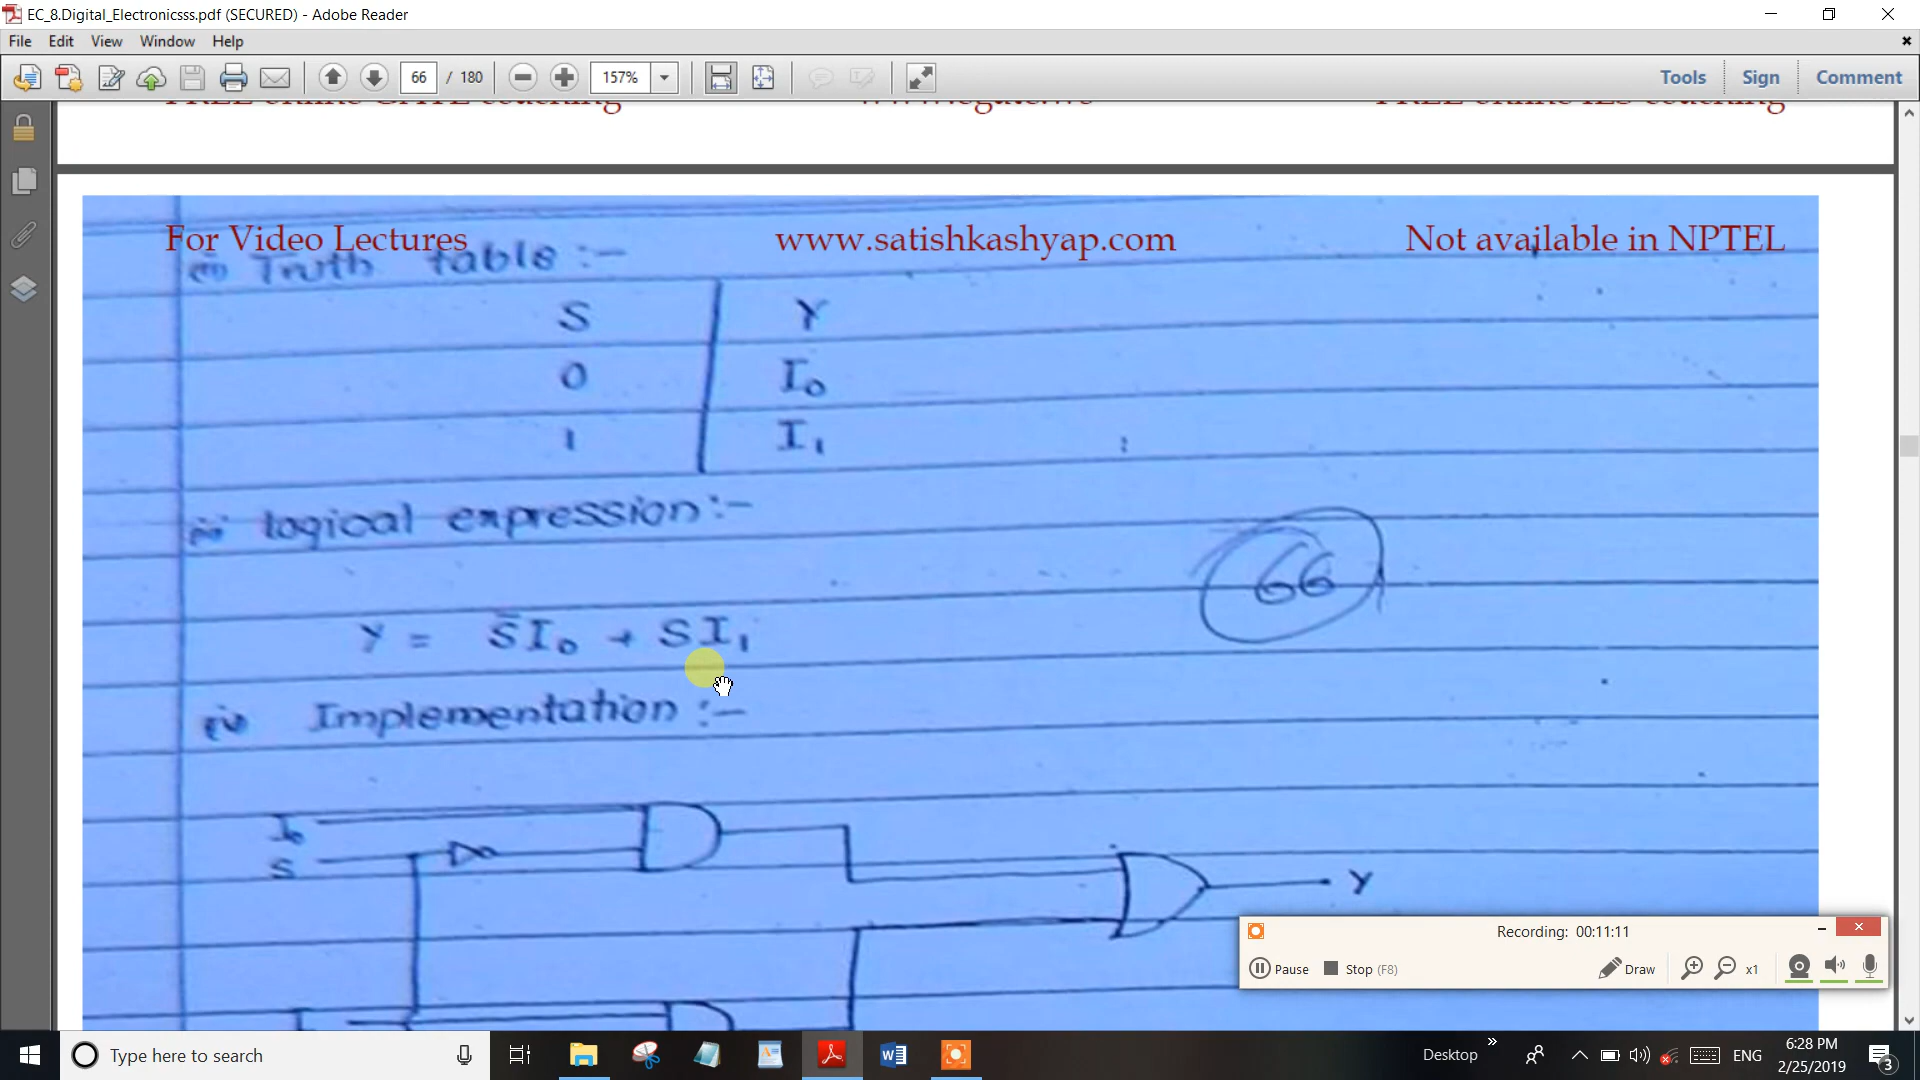 EC_8.Digital_Electronicsss.pdf (SECURED) - Adobe Reader
File Edit View Window Help
66 / 180 157% Tools Sign Comment
For Video Lectures www.satishkashyap.com Not available in NPTEL
Truth table :-
S Y
0 I0
1 I1
logical expression :-
66
Y = S̄I0 + SI1
iv Implementation :-
I0
S
Y
Recording: 00:11:11
Pause Stop (F8) Draw x1
Type here to search
Desktop ENG
6:28 PM
2/25/2019
3